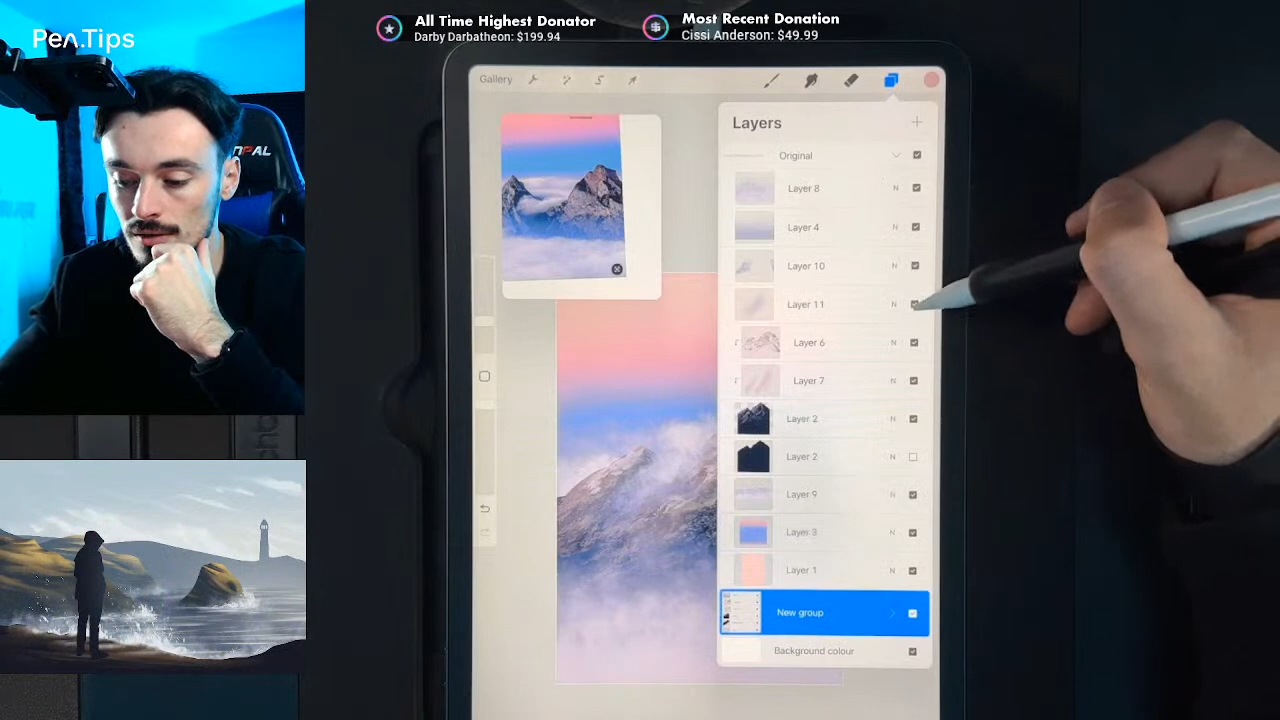 Pen.Tips
All Time Highest Donator
Darby Darbatheon: $199.94
Most Recent Donation
Cissi Anderson: $49.99
Gallery
Layers
Original
Layer 8
N
Layer 4
N
Layer 10
N
Layer 11
N
Layer 6
N
Layer 7
N
Layer 2
N
Layer 2
N
Layer 9
N
Layer 3
N
Layer 1
N
New group
Background colour